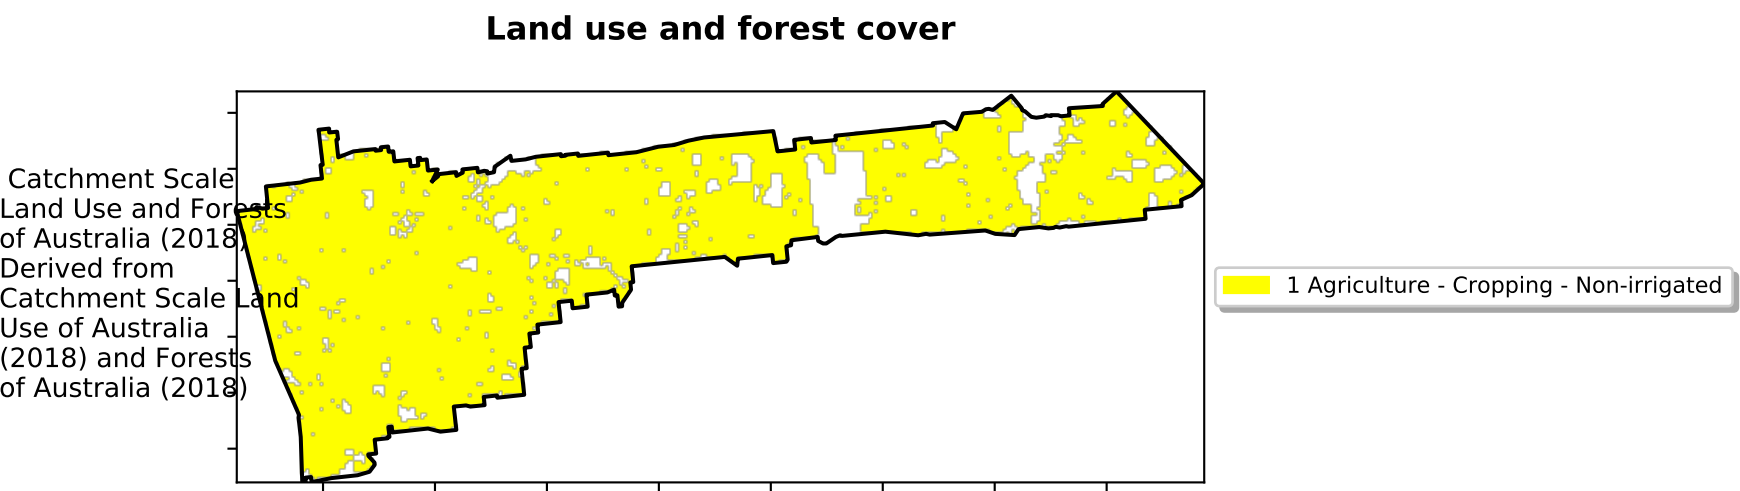 Land use and forest cover
Catchment Scale
Land Use and Forests
of Australia (2018)
Derived from
Catchment Scale Land
Use of Australia
(2018) and Forests
of Australia (2018)
1 Agriculture - Cropping - Non-irrigated